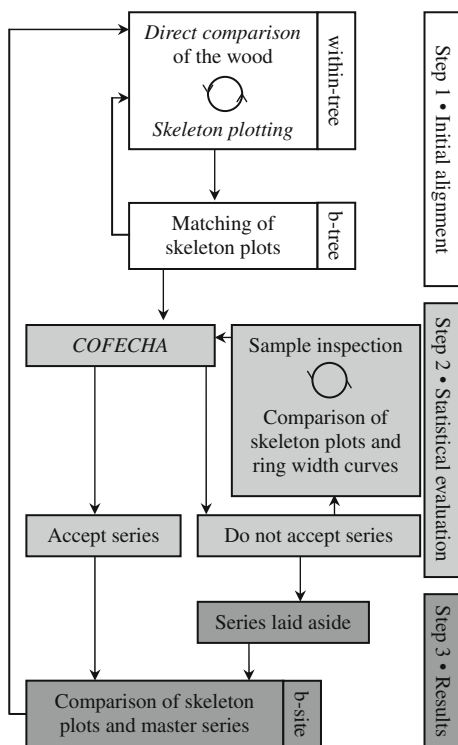 Direct comparison
of the wood
Skeleton plotting
within-tree
Step 1 • Initial
alignment
Matching of
skeleton plots
b-tree
COFECHA
Sample inspection
Comparison of
skeleton plots and
ring width curves
Step 2 • Statistical
evaluation
Accept series
Do not accept series
Series laid aside
Step 3 • Results
Comparison of skeleton
plots and master series
b-site